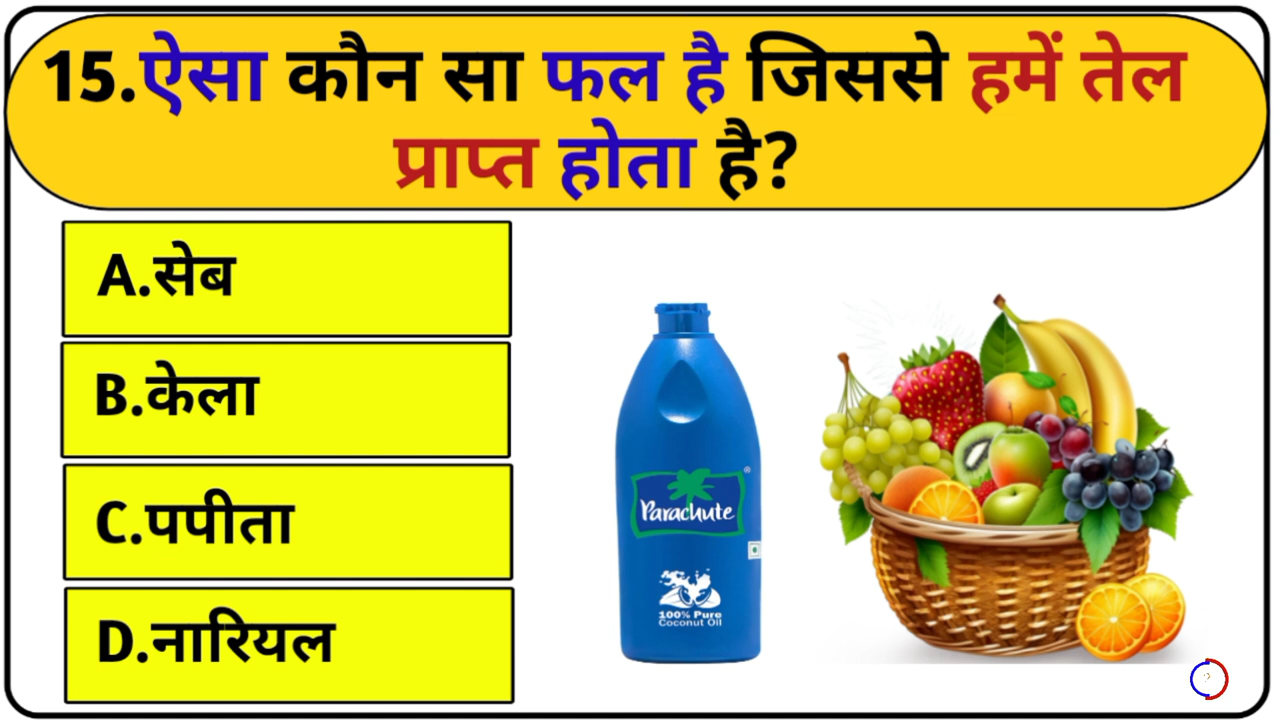 15.ऐसा कौन सा फल है जिससे हमें तेल
प्राप्त होता है?
A.सेब
B.केला
C.पपीता
D.नारियल
Parachute
®
100% Pure
Coconut Oil
?